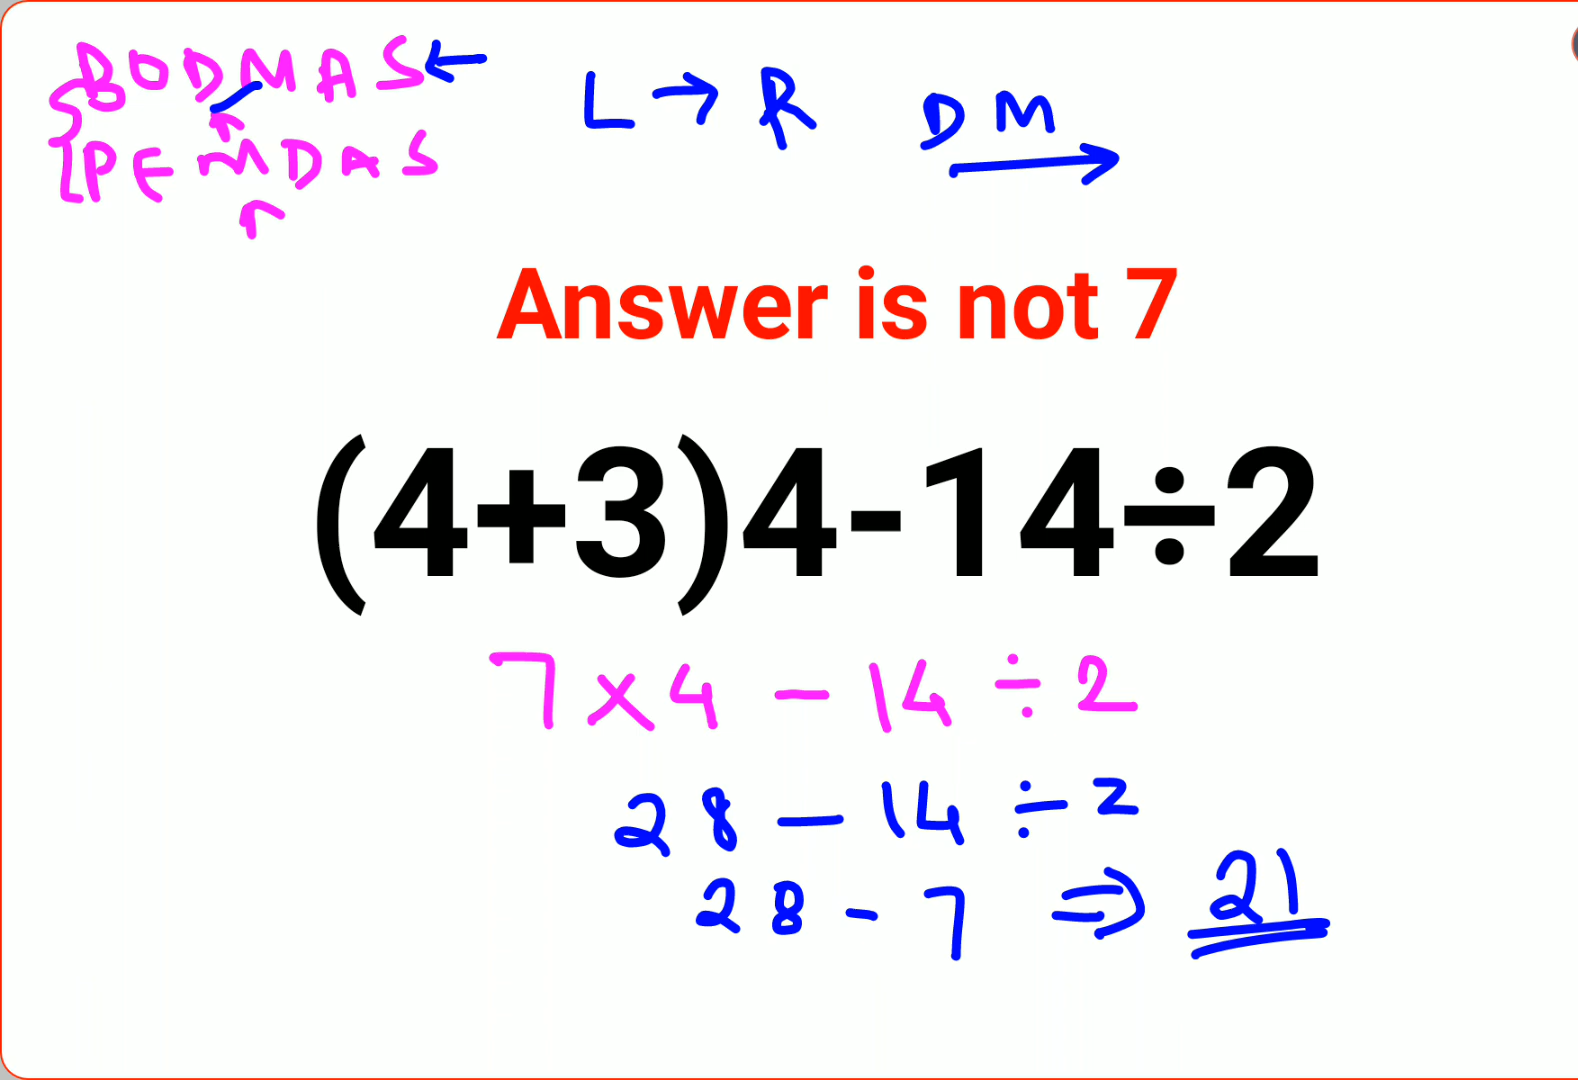 BODMAS ←
PEMDAS
L → R
DM
Answer is not 7
(4+3)4-14÷2
7 × 4 - 14 ÷ 2
28 - 14 ÷ 2
28 - 7 ⇒ 21